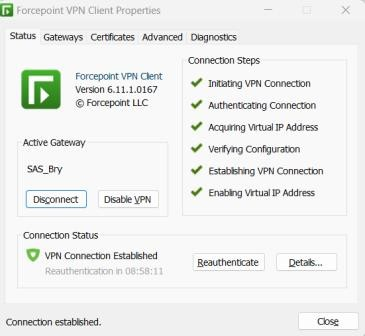 Forcepoint VPN Client Properties
Status Gateways Certificates Advanced Diagnostics
Forcepoint VPN Client
Version 6.11.1.0167
© Forcepoint LLC
Active Gateway
SAS_Bry
Disconnect Disable VPN
Connection Steps
Initiating VPN Connection
Authenticating Connection
Acquiring Virtual IP Address
Verifying Configuration
Establishing VPN Connection
Enabling Virtual IP Address
Connection Status
VPN Connection Established
Reauthentication in 08:58:11
Reauthenticate Details...
Connection established. Close